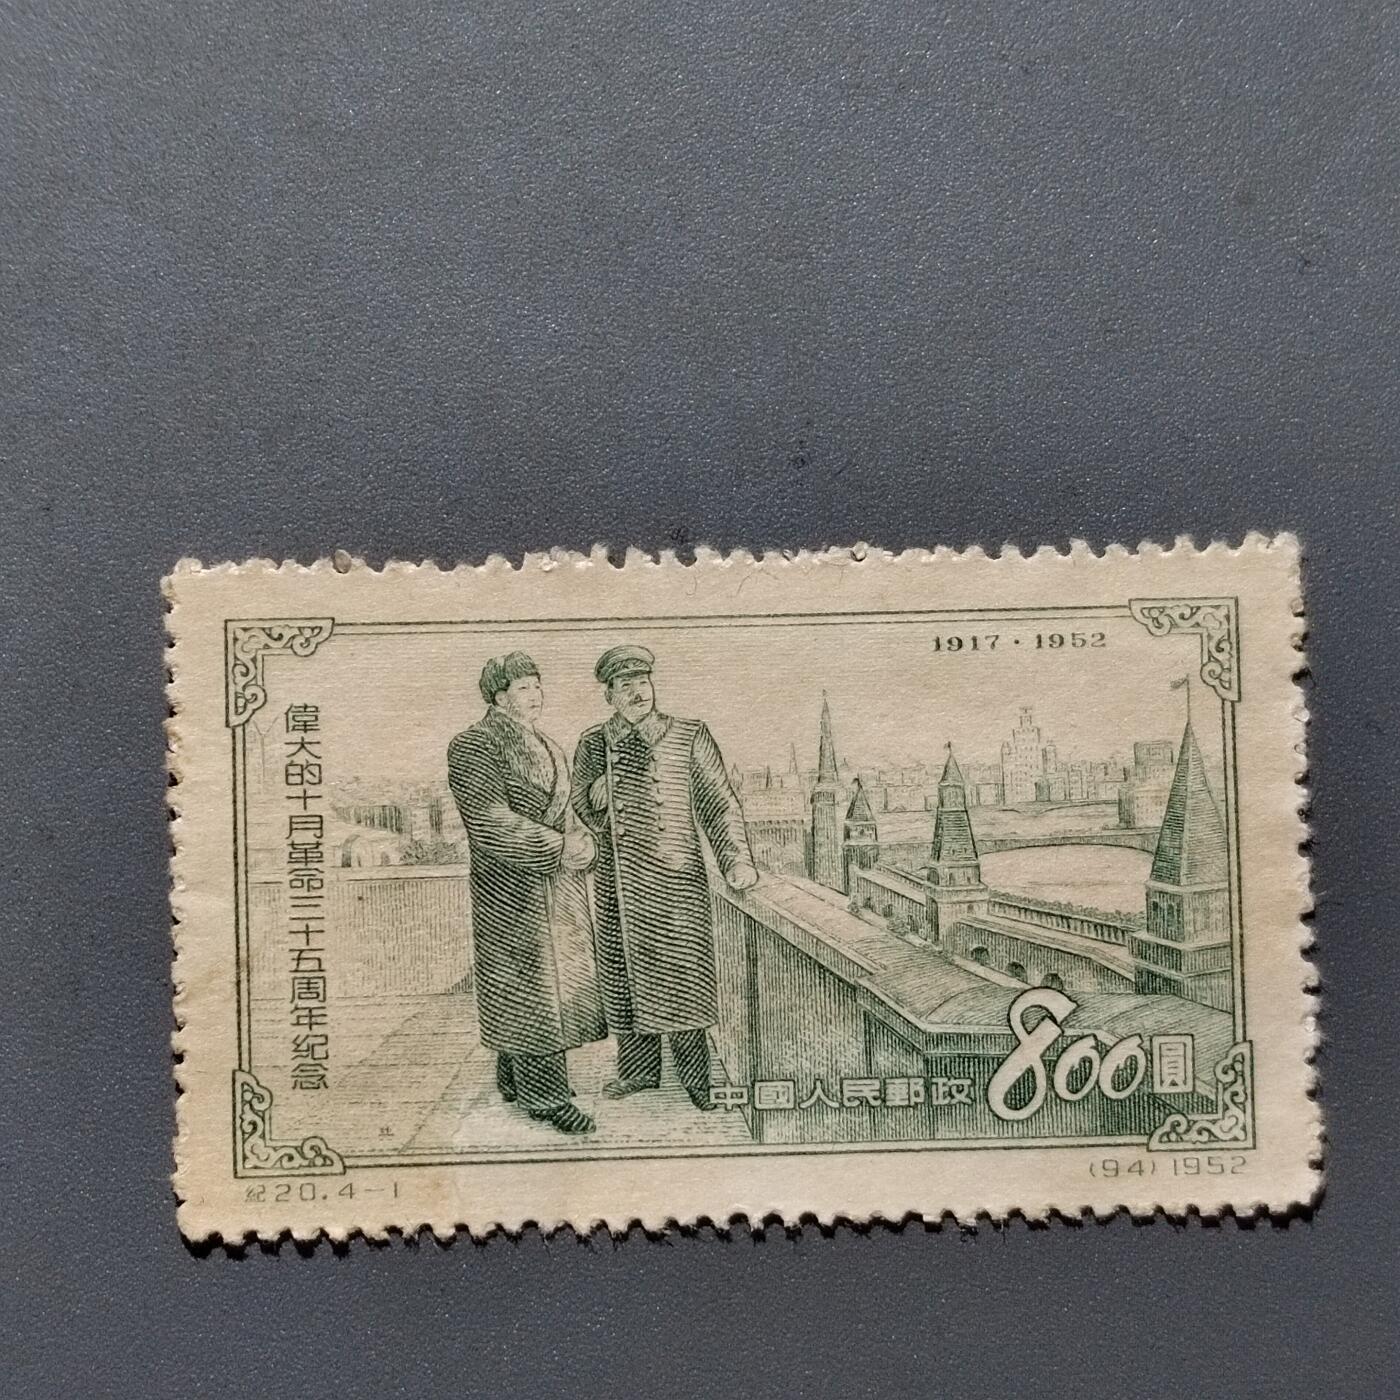 1917·1952
偉大的十月革命三十五周年紀念
中國人民郵政 800圓
紀20.4-1
(94)1952